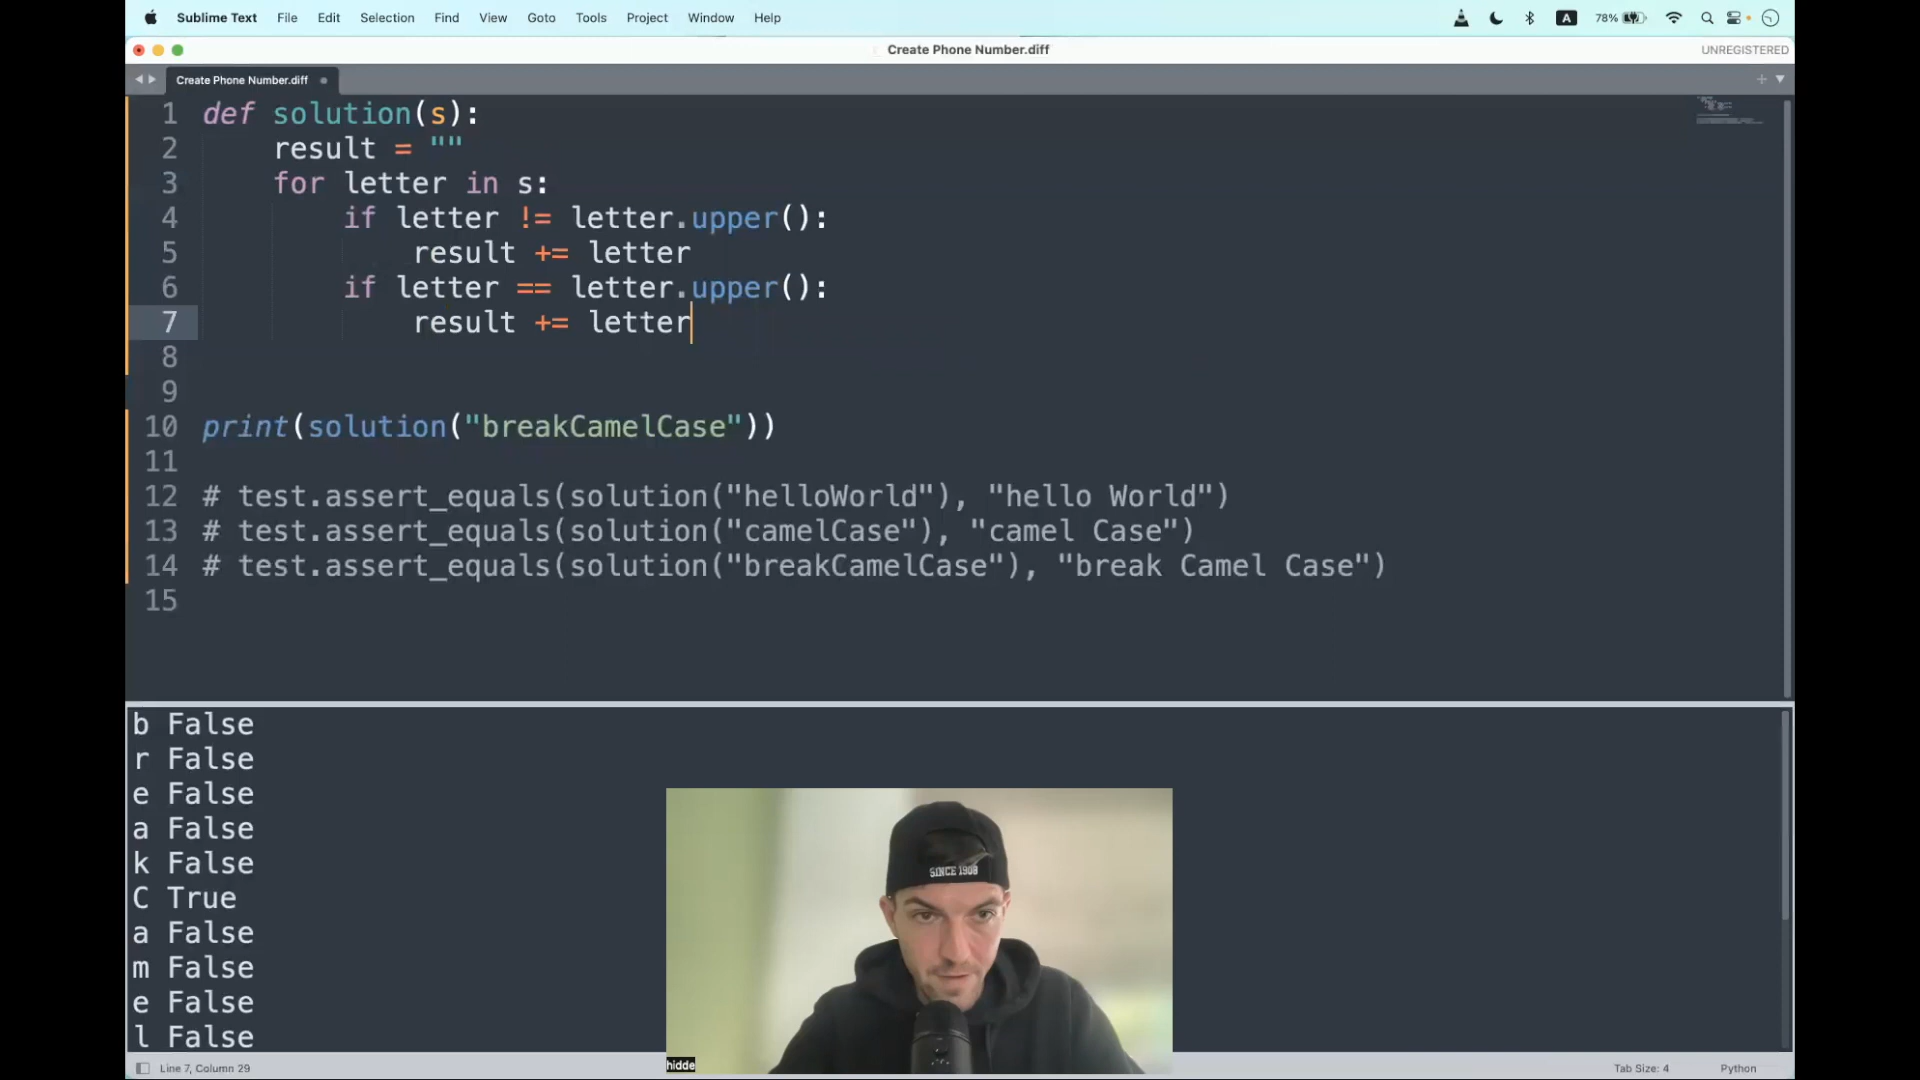 Sublime Text File Edit Selection Find View Goto Tools Project Window Help A 78%
Create Phone Number.diff UNREGISTERED
Create Phone Number.diff
1 def solution(s):
2 result = ""
3 for letter in s:
4 if letter != letter.upper():
5 result += letter
6 if letter == letter.upper():
7 result += letter
8
9
10 print(solution("breakCamelCase"))
11
12 # test.assert_equals(solution("helloWorld"), "hello World")
13 # test.assert_equals(solution("camelCase"), "camel Case")
14 # test.assert_equals(solution("breakCamelCase"), "break Camel Case")
15
b False
r False
e False
a False
k False
C True
a False
m False
e False
l False
SINCE 1908
hidde
Line 7, Column 29 Tab Size: 4 Python